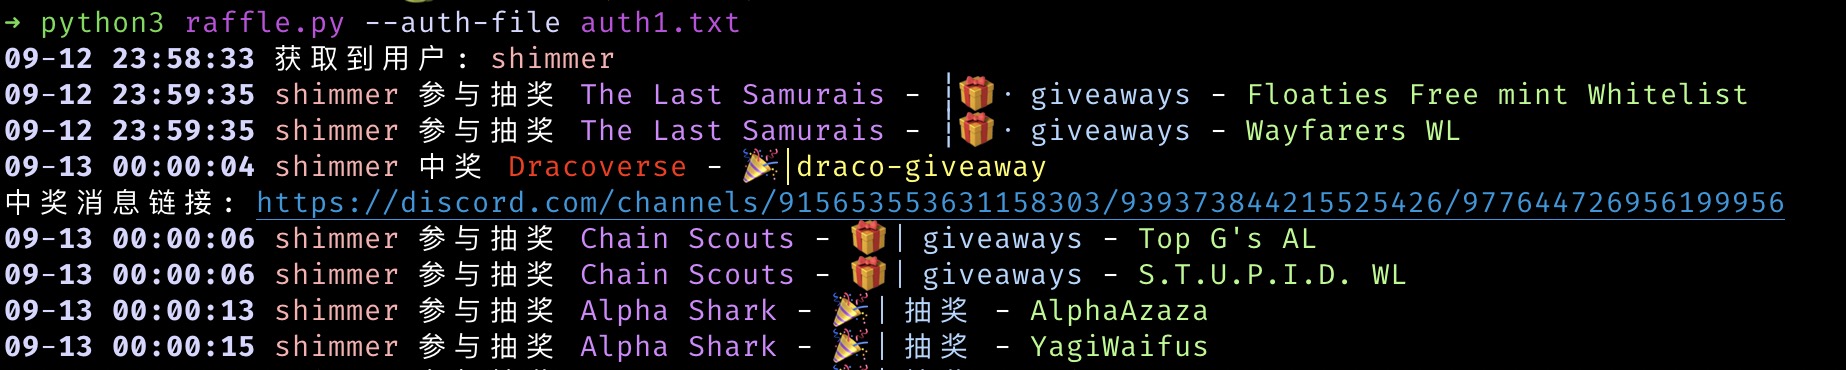 ➜ python3 raffle.py --auth-file auth1.txt
09-12 23:58:33 获取到用户: shimmer
09-12 23:59:35 shimmer 参与抽奖 The Last Samurais - ┆🎁· giveaways - Floaties Free mint Whitelist
09-12 23:59:35 shimmer 参与抽奖 The Last Samurais - ┆🎁· giveaways - Wayfarers WL
09-13 00:00:04 shimmer 中奖 Dracoverse - 🎉|draco-giveaway
中奖消息链接: https://discord.com/channels/915653553631158303/939373844215525426/977644726956199956
09-13 00:00:06 shimmer 参与抽奖 Chain Scouts - 🎁| giveaways - Top G's AL
09-13 00:00:06 shimmer 参与抽奖 Chain Scouts - 🎁| giveaways - S.T.U.P.I.D. WL
09-13 00:00:13 shimmer 参与抽奖 Alpha Shark - 🎉| 抽奖 - AlphaAzaza
09-13 00:00:15 shimmer 参与抽奖 Alpha Shark - 🎉| 抽奖 - YagiWaifus